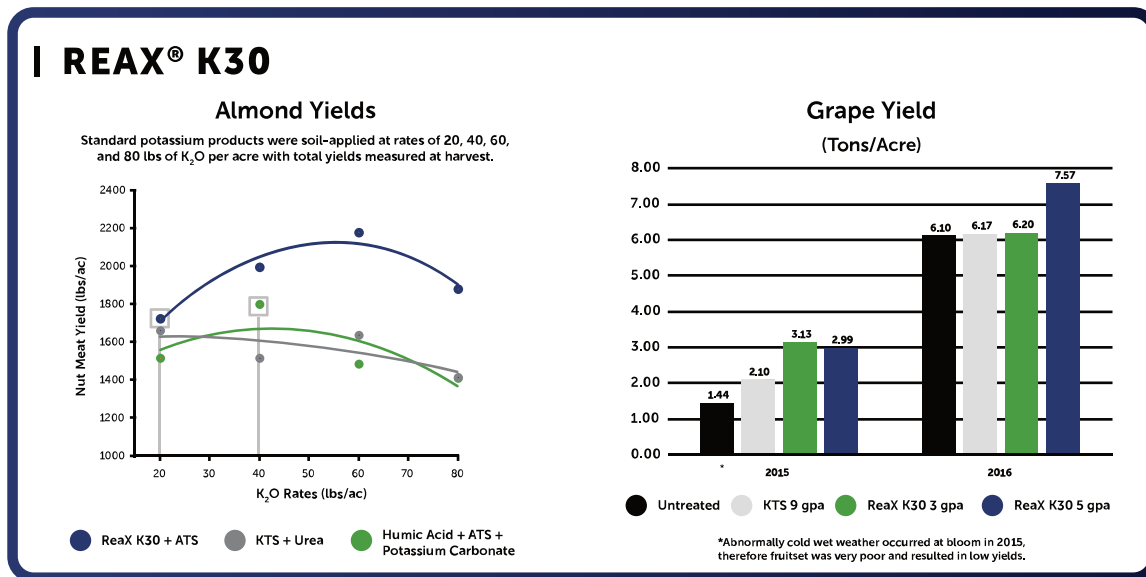 REAX® K30
Almond Yields
Standard potassium products were soil-applied at rates of 20, 40, 60,
and 80 lbs of K₂O per acre with total yields measured at harvest.
Nut Meat Yield (lbs/ac)
2400
2200
2000
1800
1600
1400
1200
1000
20 30 40 50 60 70 80
K₂O Rates (lbs/ac)
ReaX K30 + ATS
KTS + Urea
Humic Acid + ATS +
Potassium Carbonate
Grape Yield
(Tons/Acre)
8.00
7.00
6.00
5.00
4.00
3.00
2.00
1.00
0.00
1.44
2.10
3.13
2.99
6.10
6.17
6.20
7.57
* 2015 2016
Untreated
KTS 9 gpa
ReaX K30 3 gpa
ReaX K30 5 gpa
*Abnormally cold wet weather occurred at bloom in 2015,
therefore fruitset was very poor and resulted in low yields.